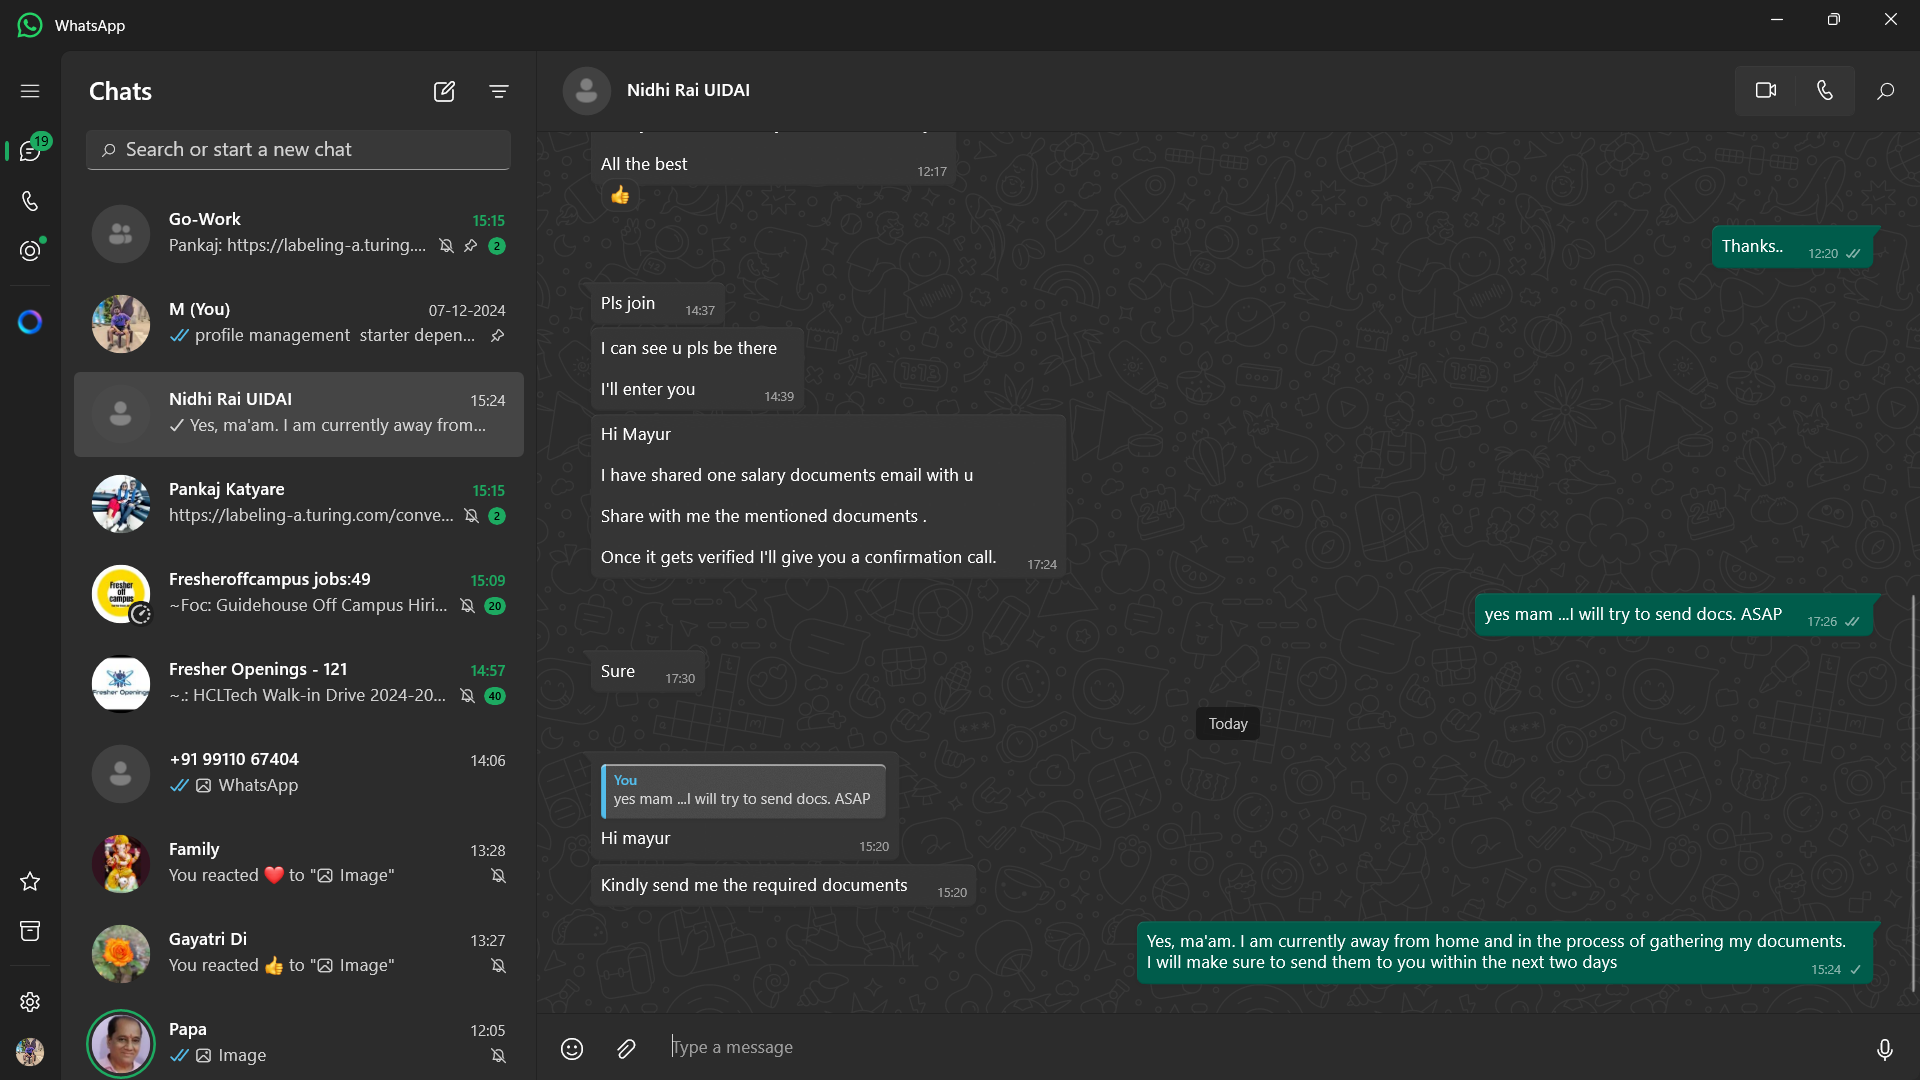 WhatsApp
Chats
19
Search or start a new chat
Go-Work
15:15
Pankaj: https://labeling-a.turing....
2
M (You)
07-12-2024
profile management  starter depen...
Nidhi Rai UIDAI
15:24
Yes, ma'am. I am currently away from...
Pankaj Katyare
15:15
https://labeling-a.turing.com/conve...
2
Fresher off campus
Fresheroffcampus jobs:49
15:09
~Foc: Guidehouse Off Campus Hiri...
20
Fresher Openings
Fresher Openings - 121
14:57
~.: HCLTech Walk-in Drive 2024-20...
40
+91 99110 67404
14:06
WhatsApp
Family
13:28
You reacted ❤️ to "Image"
Gayatri Di
13:27
You reacted 👍 to "Image"
Papa
12:05
Image
Nidhi Rai UIDAI
All the best
12:17
👍
Thanks..
12:20
Pls join
14:37
I can see u pls be there
I'll enter you
14:39
Hi Mayur
I have shared one salary documents email with u
Share with me the mentioned documents .
Once it gets verified I'll give you a confirmation call.
17:24
yes mam ...I will try to send docs. ASAP
17:26
Sure
17:30
Today
You
yes mam ...I will try to send docs. ASAP
Hi mayur
15:20
Kindly send me the required documents
15:20
Yes, ma'am. I am currently away from home and in the process of gathering my documents.
I will make sure to send them to you within the next two days
15:24
Type a message